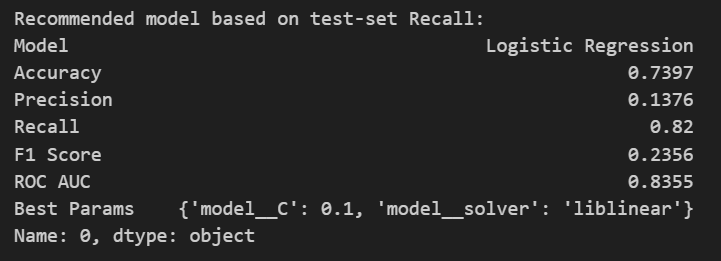 Recommended model based on test-set Recall:
Model Logistic Regression
Accuracy 0.7397
Precision 0.1376
Recall 0.82
F1 Score 0.2356
ROC AUC 0.8355
Best Params {'model__C': 0.1, 'model__solver': 'liblinear'}
Name: 0, dtype: object